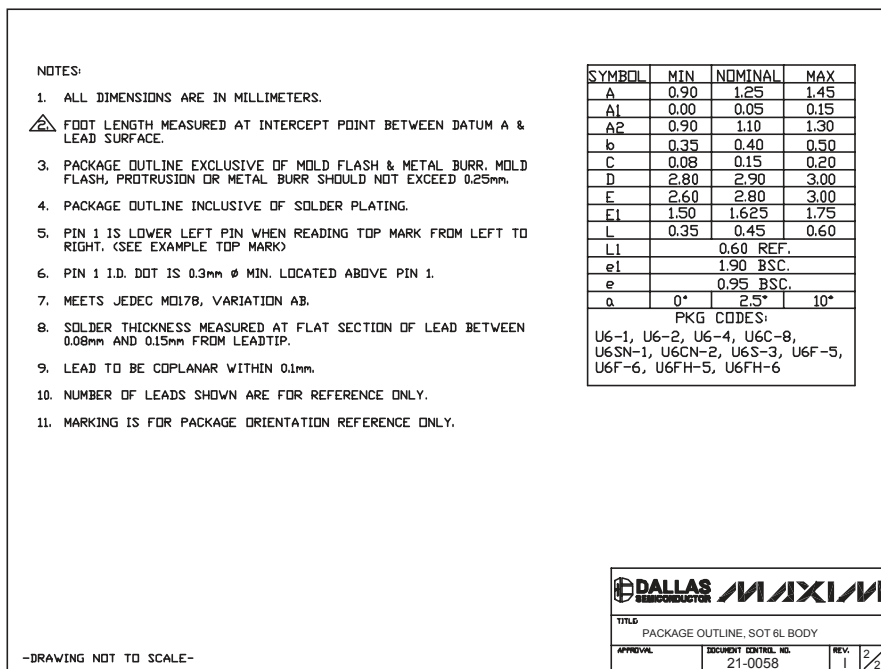 NOTES:
1. ALL DIMENSIONS ARE IN MILLIMETERS.
2. FOOT LENGTH MEASURED AT INTERCEPT POINT BETWEEN DATUM A &
LEAD SURFACE.
3. PACKAGE OUTLINE EXCLUSIVE OF MOLD FLASH & METAL BURR. MOLD
FLASH, PROTRUSION OR METAL BURR SHOULD NOT EXCEED 0.25mm.
4. PACKAGE OUTLINE INCLUSIVE OF SOLDER PLATING.
5. PIN 1 IS LOWER LEFT PIN WHEN READING TOP MARK FROM LEFT TO
RIGHT. (SEE EXAMPLE TOP MARK)
6. PIN 1 I.D. DOT IS 0.3mm ø MIN. LOCATED ABOVE PIN 1.
7. MEETS JEDEC MO178, VARIATION AB.
8. SOLDER THICKNESS MEASURED AT FLAT SECTION OF LEAD BETWEEN
0.08mm AND 0.15mm FROM LEADTIP.
9. LEAD TO BE COPLANAR WITHIN 0.1mm.
10. NUMBER OF LEADS SHOWN ARE FOR REFERENCE ONLY.
11. MARKING IS FOR PACKAGE ORIENTATION REFERENCE ONLY.
SYMBOL MIN NOMINAL MAX
A 0.90 1.25 1.45
A1 0.00 0.05 0.15
A2 0.90 1.10 1.30
b 0.35 0.40 0.50
C 0.08 0.15 0.20
D 2.80 2.90 3.00
E 2.60 2.80 3.00
E1 1.50 1.625 1.75
L 0.35 0.45 0.60
L1 0.60 REF.
e1 1.90 BSC.
e 0.95 BSC.
α 0° 2.5° 10°
PKG CODES:
U6-1, U6-2, U6-4, U6C-8,
U6SN-1, U6CN-2, U6S-3, U6F-5,
U6F-6, U6FH-5, U6FH-6
-DRAWING NOT TO SCALE-
DALLAS SEMICONDUCTOR MAXIM
TITLE:
PACKAGE OUTLINE, SOT 6L BODY
APPROVAL DOCUMENT CONTROL NO. REV.
21-0058 I 2/2